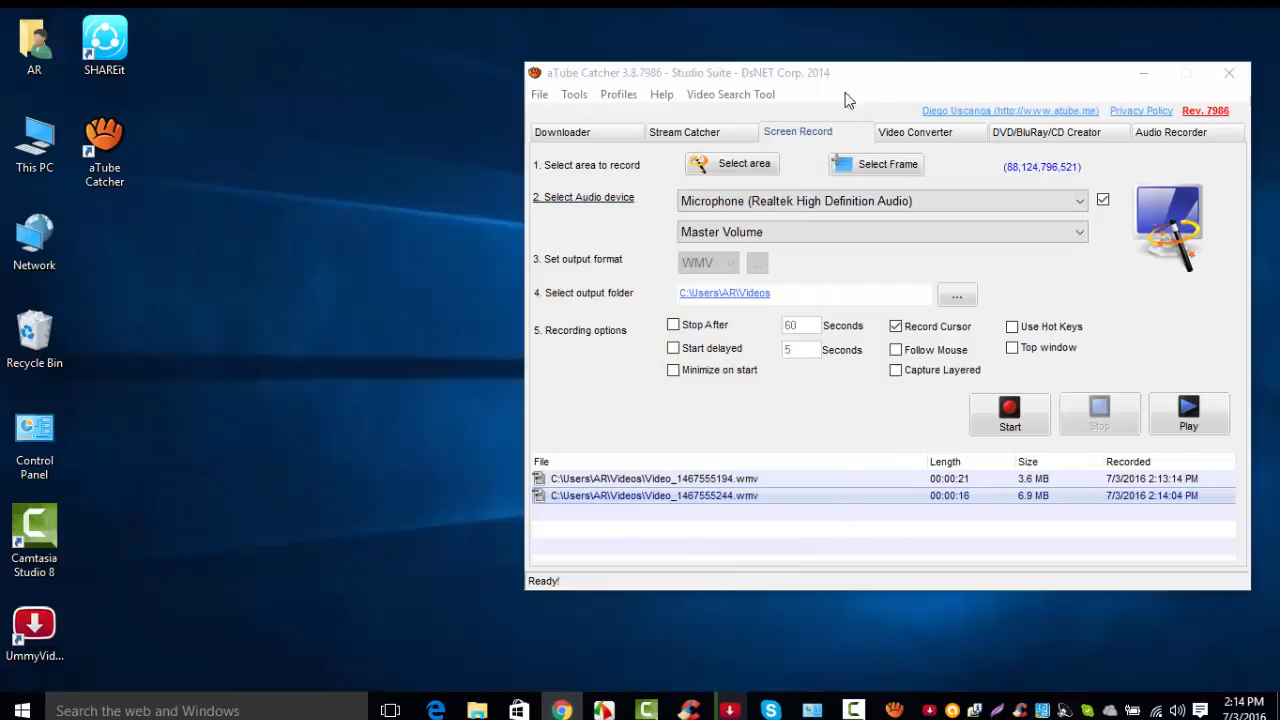 AR
SHAREit
This PC
aTube
Catcher
Network
Recycle Bin
Control
Panel
Camtasia
Studio 8
UmmyVid...
aTube Catcher 3.8.7986 - Studio Suite - DsNET Corp. 2014
File Tools Profiles Help Video Search Tool
Diego Uscanga (http://www.atube.me) Privacy Policy Rev. 7986
Downloader Stream Catcher Screen Record Video Converter DVD/BluRay/CD Creator Audio Recorder
1. Select area to record Select area Select Frame (88,124,796,521)
2. Select Audio device Microphone (Realtek High Definition Audio)
Master Volume
3. Set output format WMV ...
4. Select output folder C:\Users\AR\Videos ...
5. Recording options Stop After 60 Seconds Record Cursor Use Hot Keys
Start delayed 5 Seconds Follow Mouse Top window
Minimize on start Capture Layered
Start Stop Play
File Length Size Recorded
C:\Users\AR\Videos\Video_1467555194.wmv 00:00:21 3.6 MB 7/3/2016 2:13:14 PM
C:\Users\AR\Videos\Video_1467555244.wmv 00:00:16 6.9 MB 7/3/2016 2:14:04 PM
Ready!
Search the web and Windows
2:14 PM
7/3/2016